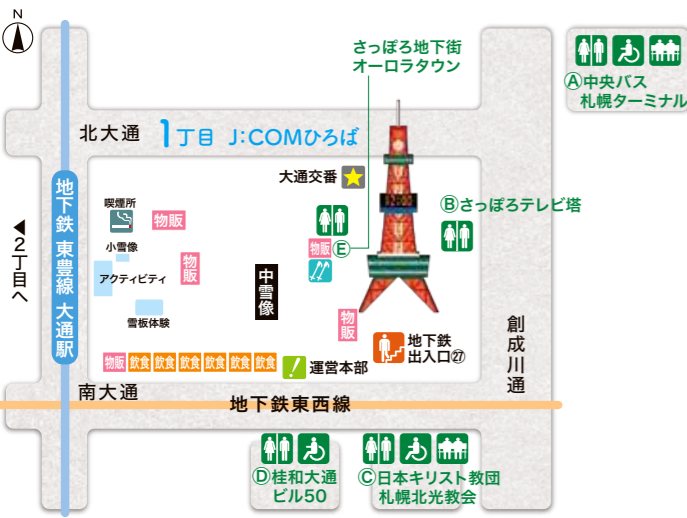 N
さっぽろ地下街
オーロラタウン
Ⓐ中央バス
札幌ターミナル
北大通
1丁目 J:COMひろば
大通交番
地下鉄 東豊線 大通駅
喫煙所
物販
Ⓑさっぽろテレビ塔
◀2丁目へ
小雪像
物販
Ⓔ
アクティビティ
物販
中雪像
雪板体験
物販
創成川通
地下鉄
出入口㉗
物販 飲食 飲食 飲食 飲食 飲食 飲食
運営本部
南大通
地下鉄東西線
Ⓓ桂和大通
ビル50
Ⓒ日本キリスト教団
札幌北光教会